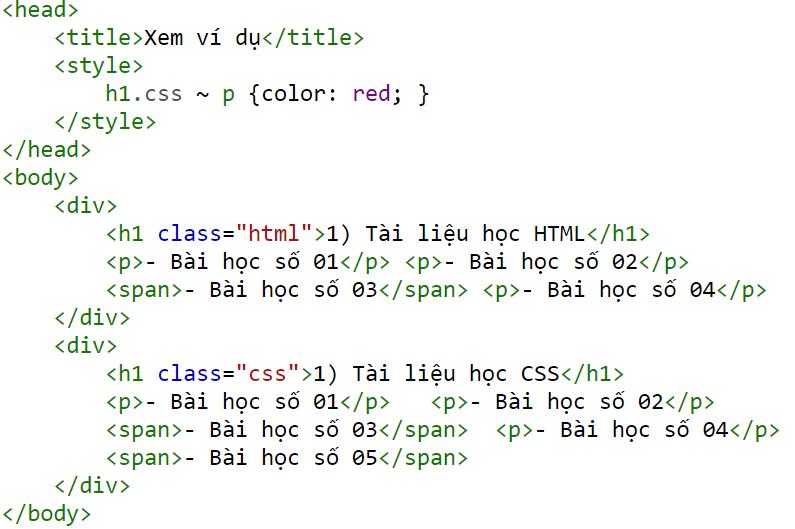 <head>
    <title>Xem ví dụ</title>
    <style>
        h1.css ~ p {color: red; }
    </style>
</head>
<body>
    <div>
        <h1 class="html">1) Tài liệu học HTML</h1>
        <p>- Bài học số 01</p> <p>- Bài học số 02</p>
        <span>- Bài học số 03</span> <p>- Bài học số 04</p>
    </div>
    <div>
        <h1 class="css">1) Tài liệu học CSS</h1>
        <p>- Bài học số 01</p>   <p>- Bài học số 02</p>
        <span>- Bài học số 03</span>  <p>- Bài học số 04</p>
        <span>- Bài học số 05</span>
    </div>
</body>